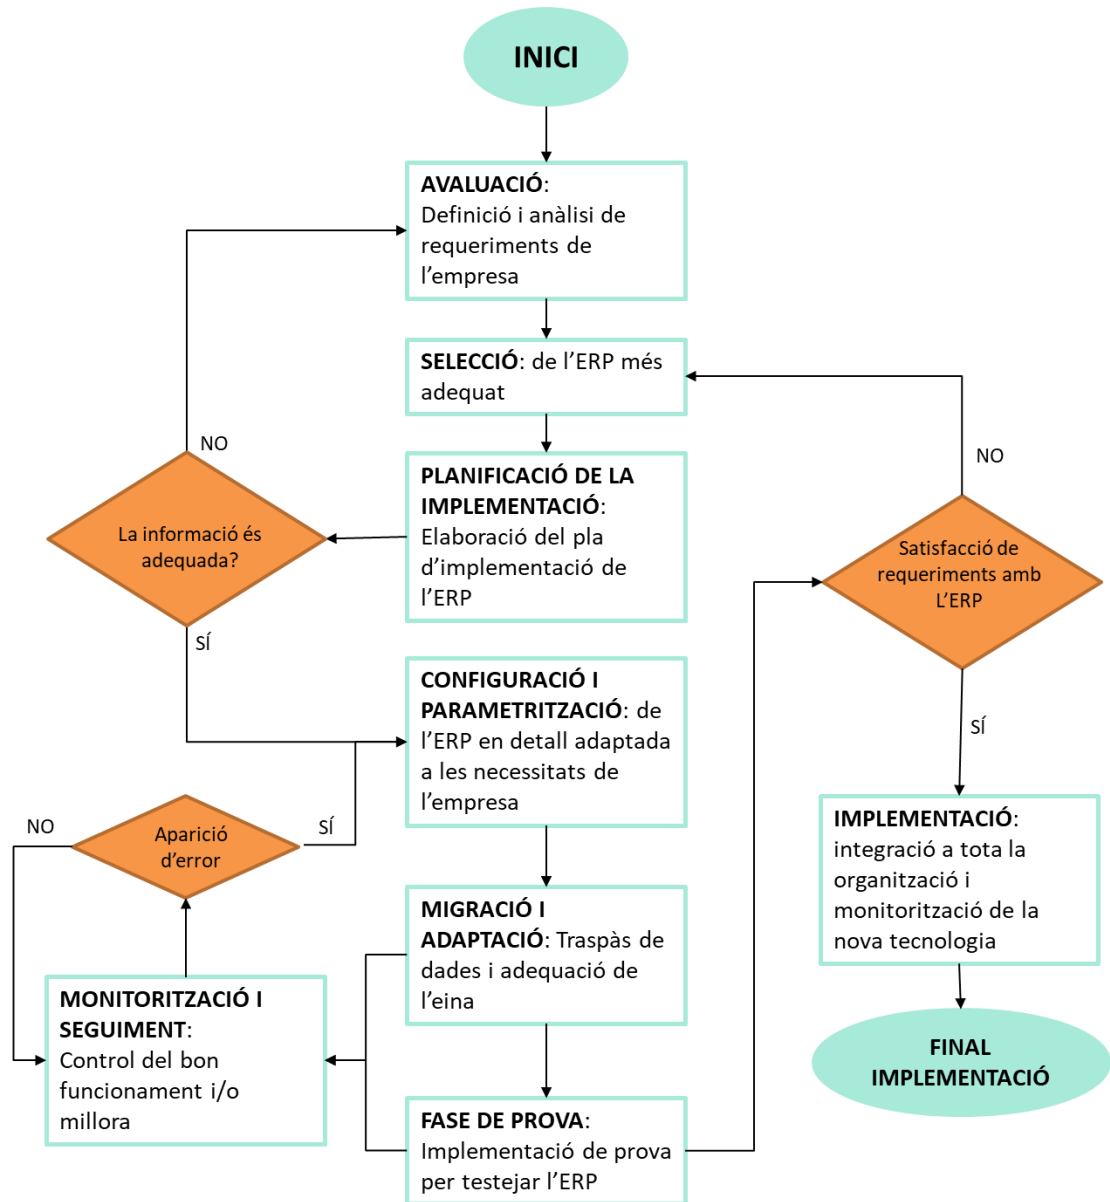 INICI
AVALUACIÓ:
Definició i anàlisi de
requeriments de
l'empresa
SELECCIÓ: de l'ERP més
adequat
NO
NO
PLANIFICACIÓ DE LA
IMPLEMENTACIÓ:
Elaboració del pla
d'implementació de
l'ERP
La informació és
adequada?
Satisfacció de
requeriments amb
L'ERP
SÍ
CONFIGURACIÓ I
PARAMETRITZACIÓ: de
l'ERP en detall adaptada
a les necessitats de
l'empresa
SÍ
NO
Aparició
d'error
SÍ
IMPLEMENTACIÓ:
integració a tota la
organització i
monitorització de la
nova tecnologia
MIGRACIÓ I
ADAPTACIÓ: Traspàs de
dades i adequació de
l'eina
MONITORITZACIÓ I
SEGUIMENT:
Control del bon
funcionament i/o
millora
FINAL
IMPLEMENTACIÓ
FASE DE PROVA:
Implementació de prova
per testejar l'ERP